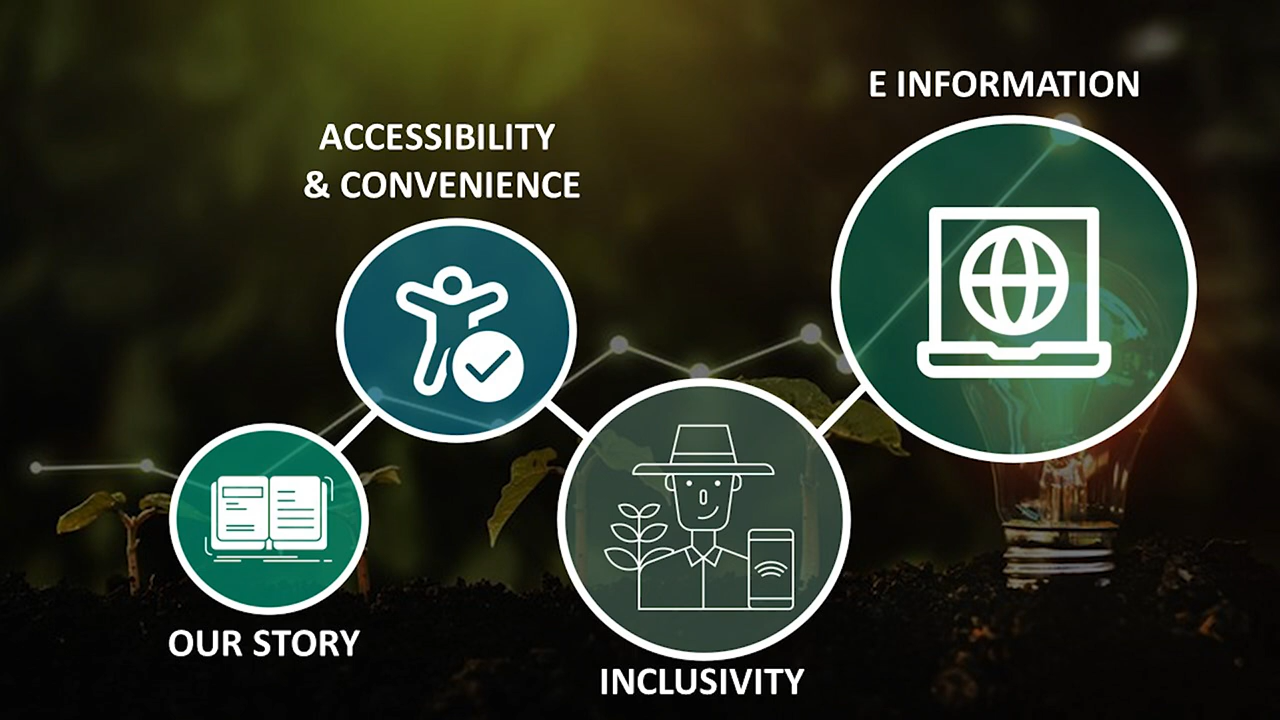 E INFORMATION
ACCESSIBILITY
& CONVENIENCE
OUR STORY
INCLUSIVITY